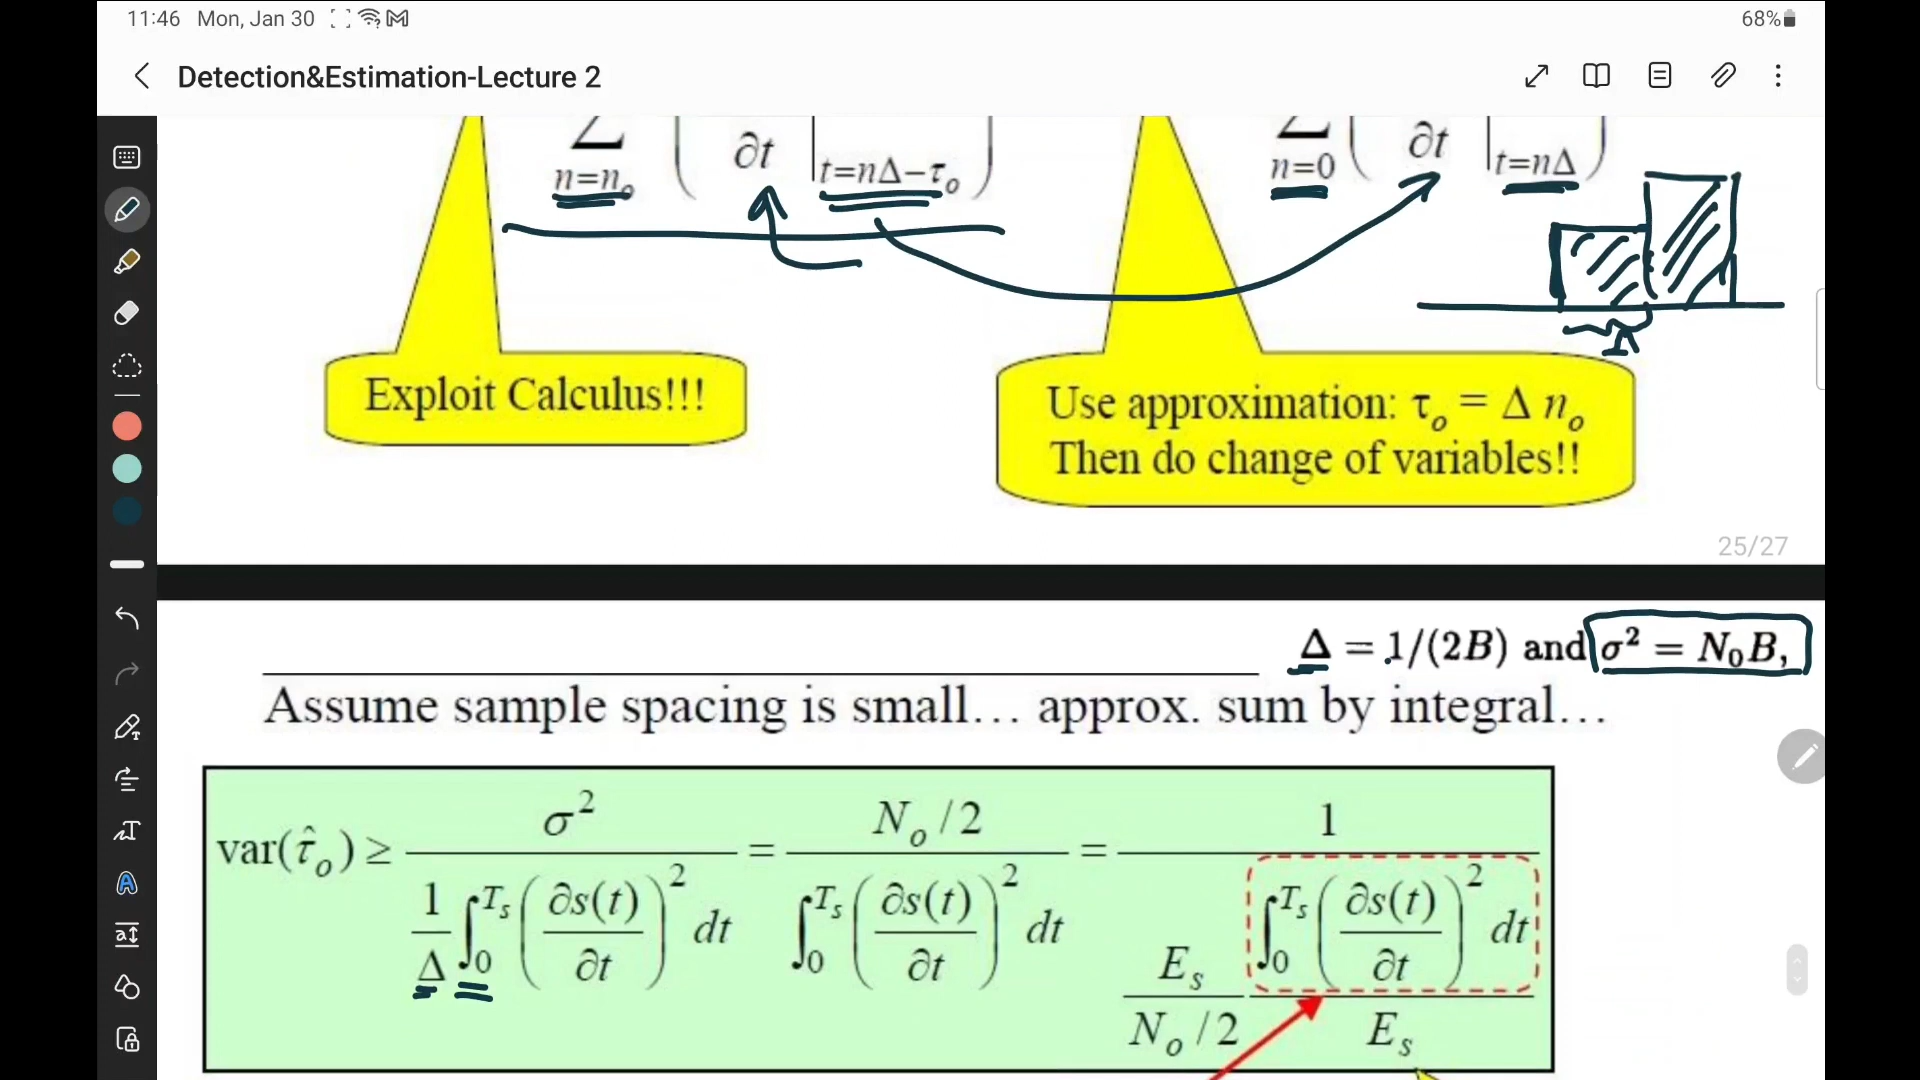 11:46 Mon, Jan 30
68%
Detection&Estimation-Lecture 2
∑ n=n₀ ( ∂t | t=nΔ−τ₀ )
∑ n=0 ( ∂t | t=nΔ )
Δ
Exploit Calculus!!!
Use approximation: τ₀ = Δ n₀
Then do change of variables!!
25/27
Δ = 1/(2B) and σ² = N₀B,
Assume sample spacing is small… approx. sum by integral…
var(τ̂ₒ) ≥ σ² / ( (1/Δ) ∫₀^Tₛ (∂s(t)/∂t)² dt ) = (Nₒ/2) / ( ∫₀^Tₛ (∂s(t)/∂t)² dt ) = 1 / ( (Eₛ / (Nₒ/2)) (∫₀^Tₛ (∂s(t)/∂t)² dt / Eₛ) )